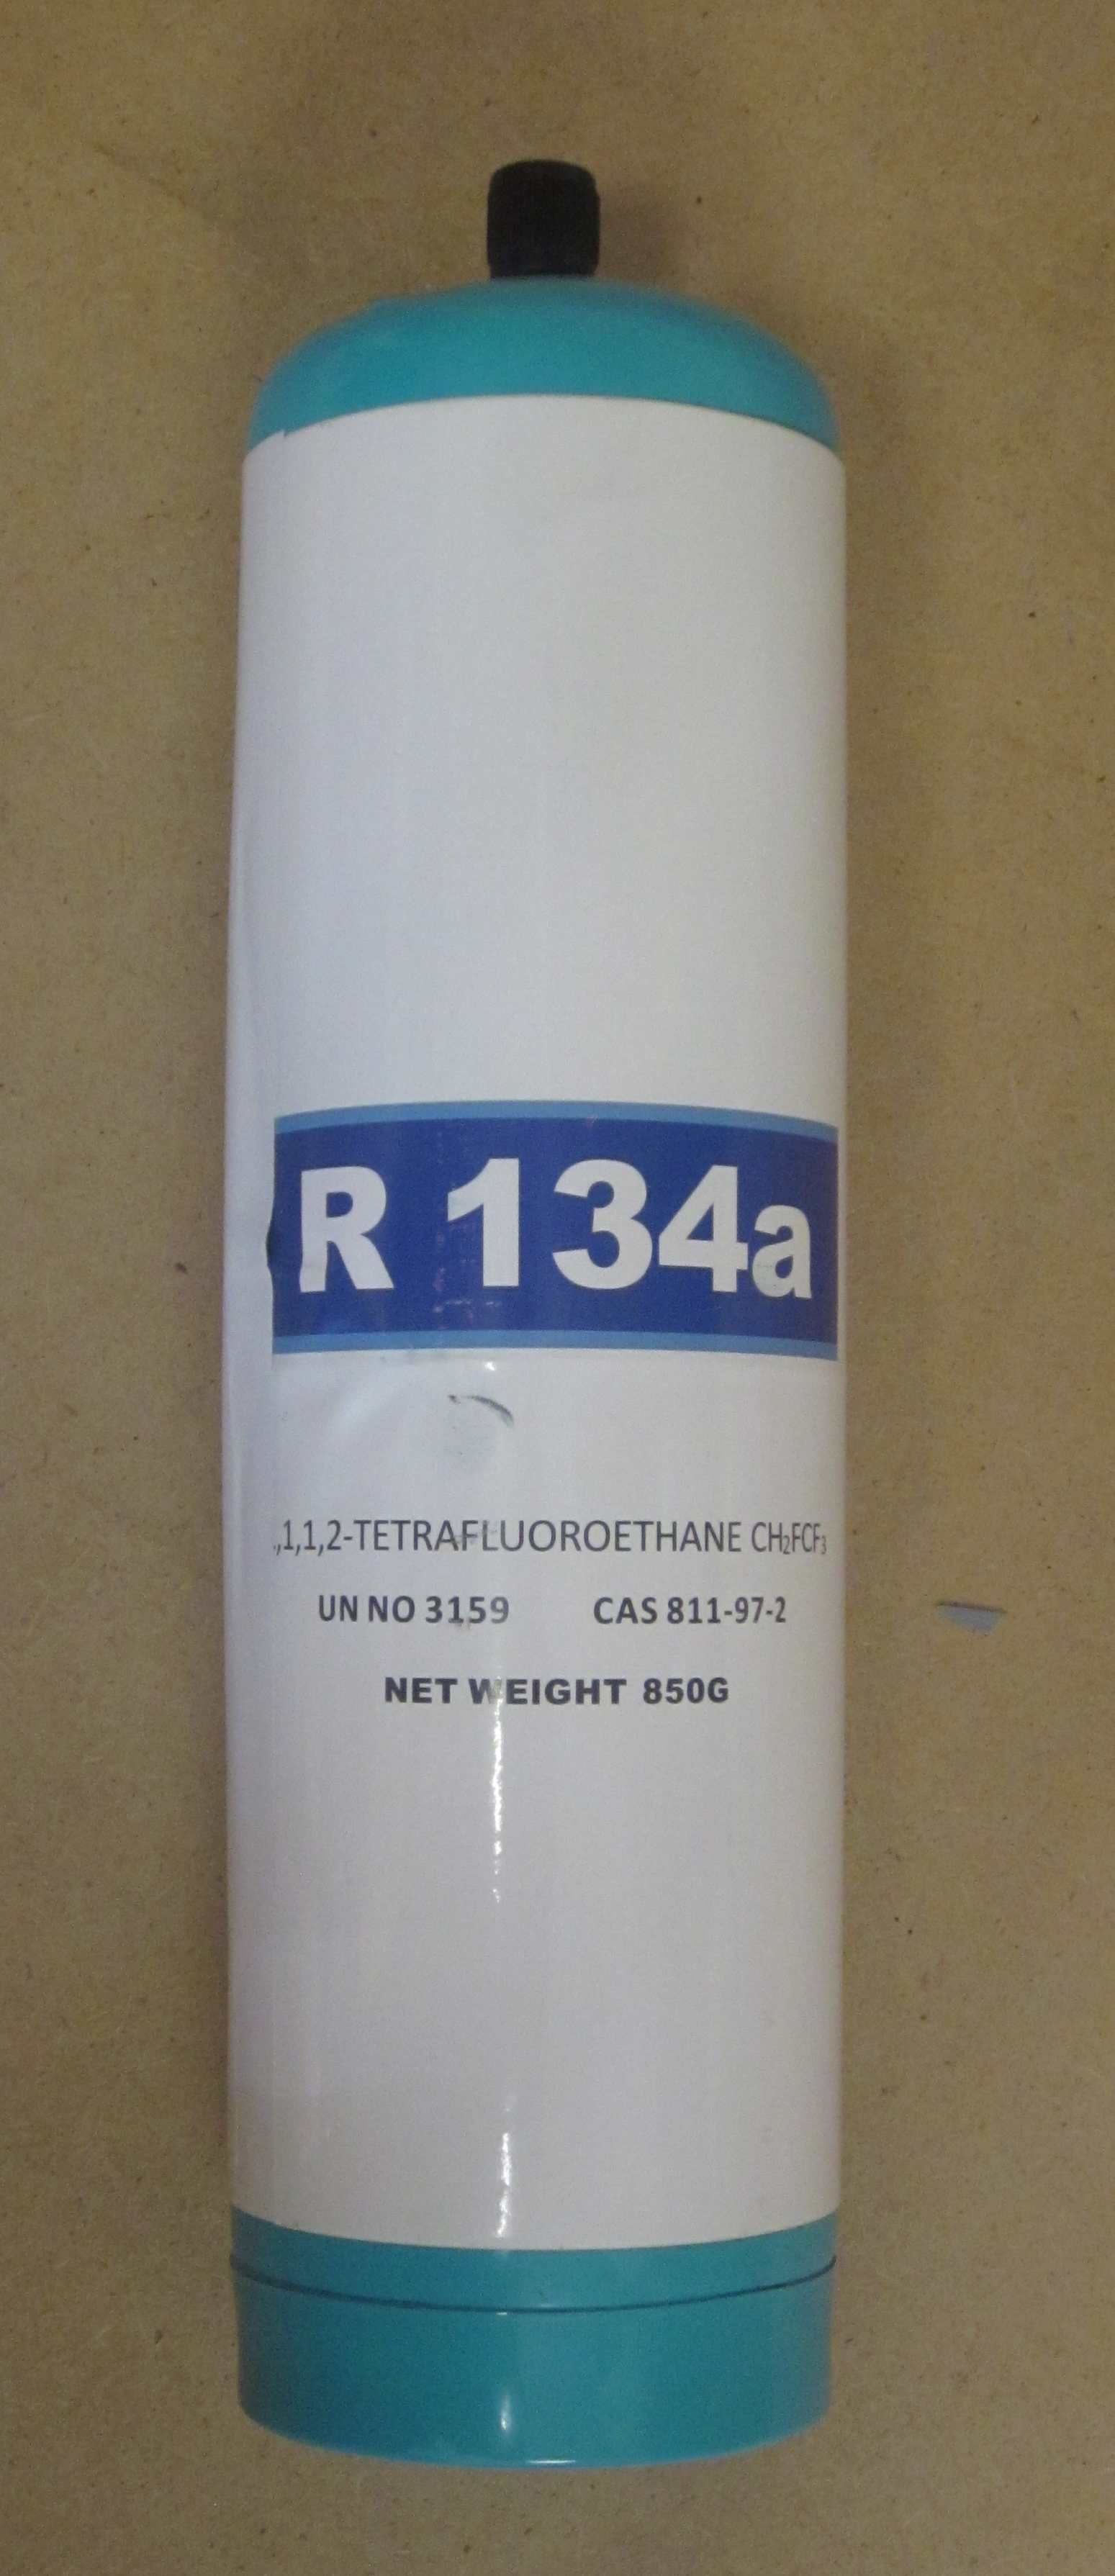 R 134a
,1,1,2-TETRAFLUOROETHANE CH₂FCF₃
UN NO 3159 CAS 811-97-2
NET WEIGHT 850G